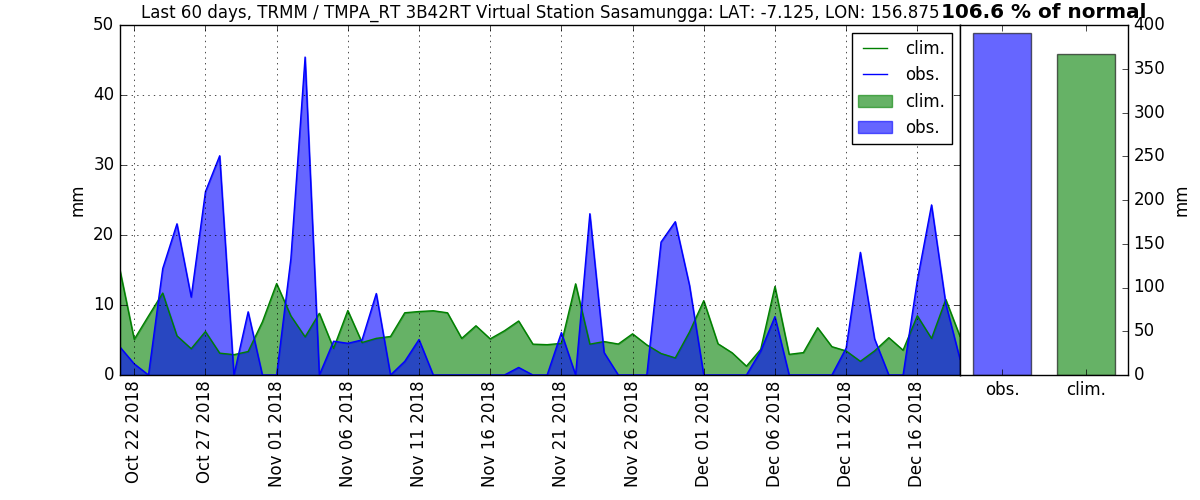 Last 60 days, TRMM / TMPA_RT 3B42RT Virtual Station Sasamungga: LAT: -7.125, LON: 156.875
106.6 % of normal
50
40
30
20
10
0
mm
clim.
obs.
clim.
obs.
400
350
300
250
200
150
100
50
0
mm
obs.
clim.
Oct 22 2018
Oct 27 2018
Nov 01 2018
Nov 06 2018
Nov 11 2018
Nov 16 2018
Nov 21 2018
Nov 26 2018
Dec 01 2018
Dec 06 2018
Dec 11 2018
Dec 16 2018